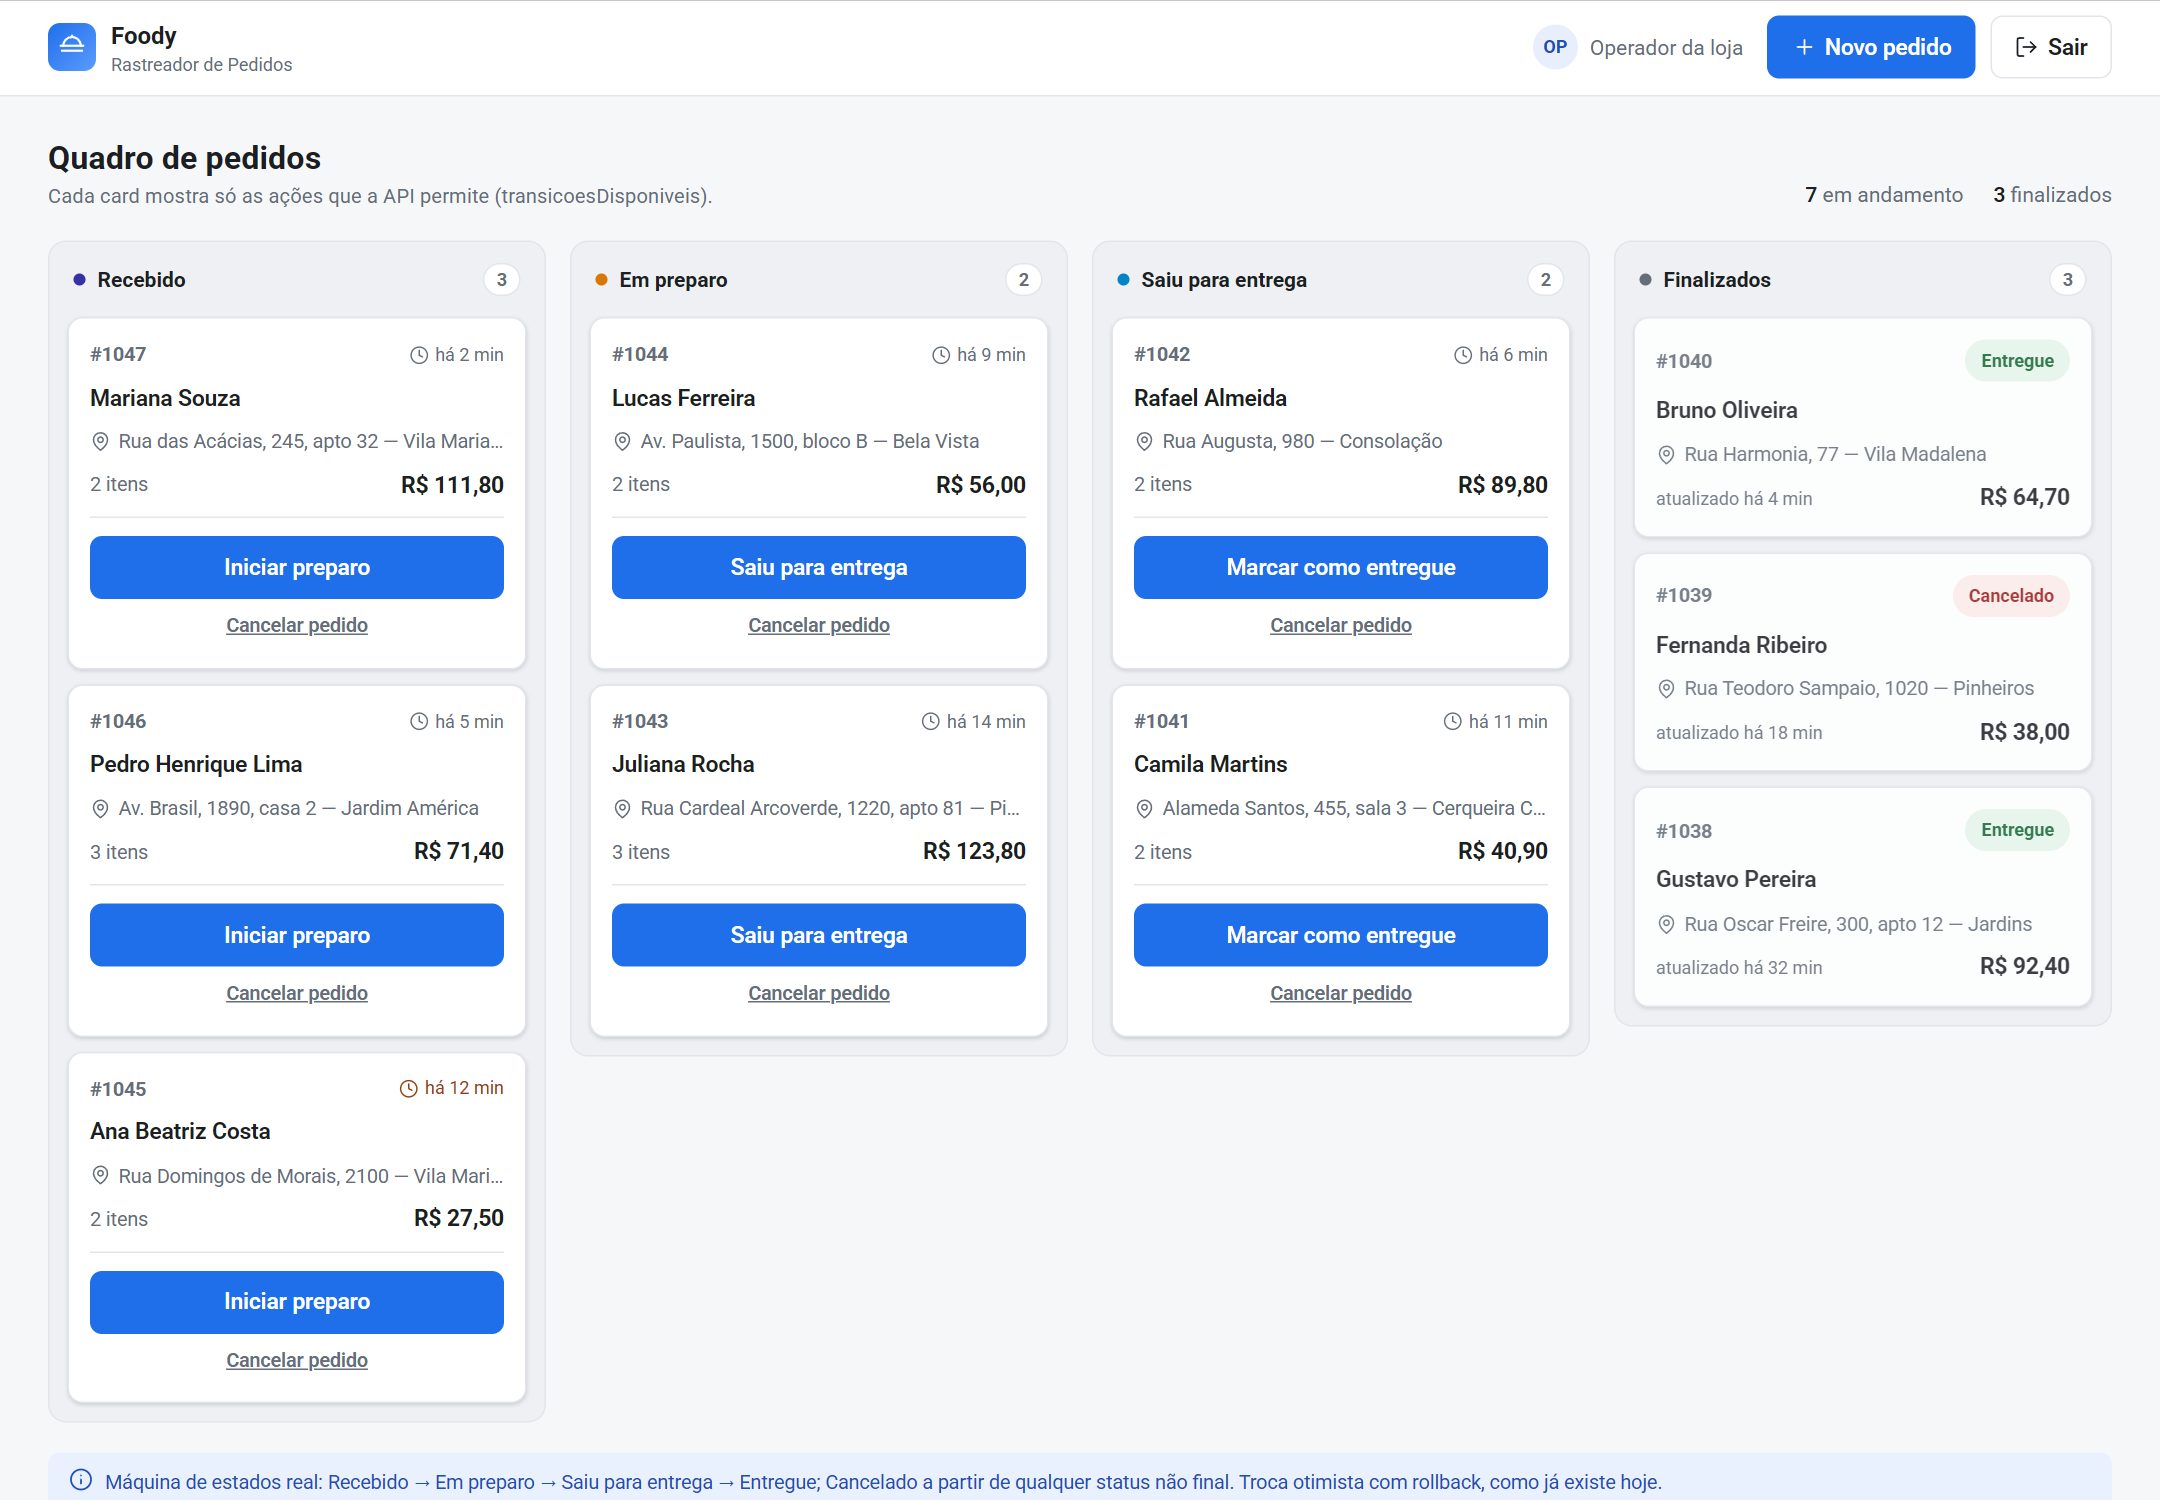 Foody
Rastreador de Pedidos
OP Operador da loja
+ Novo pedido
Sair
Quadro de pedidos
Cada card mostra só as ações que a API permite (transicoesDisponiveis).
7 em andamento 3 finalizados
Recebido 3
#1047 há 2 min
Mariana Souza
Rua das Acácias, 245, apto 32 — Vila Maria...
2 itens R$ 111,80
Iniciar preparo
Cancelar pedido
#1046 há 5 min
Pedro Henrique Lima
Av. Brasil, 1890, casa 2 — Jardim América
3 itens R$ 71,40
Iniciar preparo
Cancelar pedido
#1045 há 12 min
Ana Beatriz Costa
Rua Domingos de Morais, 2100 — Vila Mari...
2 itens R$ 27,50
Iniciar preparo
Cancelar pedido
Em preparo 2
#1044 há 9 min
Lucas Ferreira
Av. Paulista, 1500, bloco B — Bela Vista
2 itens R$ 56,00
Saiu para entrega
Cancelar pedido
#1043 há 14 min
Juliana Rocha
Rua Cardeal Arcoverde, 1220, apto 81 — Pi...
3 itens R$ 123,80
Saiu para entrega
Cancelar pedido
Saiu para entrega 2
#1042 há 6 min
Rafael Almeida
Rua Augusta, 980 — Consolação
2 itens R$ 89,80
Marcar como entregue
Cancelar pedido
#1041 há 11 min
Camila Martins
Alameda Santos, 455, sala 3 — Cerqueira C...
2 itens R$ 40,90
Marcar como entregue
Cancelar pedido
Finalizados 3
#1040 Entregue
Bruno Oliveira
Rua Harmonia, 77 — Vila Madalena
atualizado há 4 min R$ 64,70
#1039 Cancelado
Fernanda Ribeiro
Rua Teodoro Sampaio, 1020 — Pinheiros
atualizado há 18 min R$ 38,00
#1038 Entregue
Gustavo Pereira
Rua Oscar Freire, 300, apto 12 — Jardins
atualizado há 32 min R$ 92,40
Máquina de estados real: Recebido → Em preparo → Saiu para entrega → Entregue; Cancelado a partir de qualquer status não final. Troca otimista com rollback, como já existe hoje.